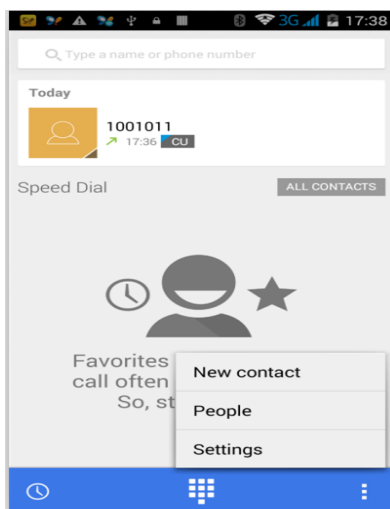 3G 17:38
Type a name or phone number
Today
1001011
17:36 CU
Speed Dial ALL CONTACTS
Favorites
call often
So, st
New contact
People
Settings